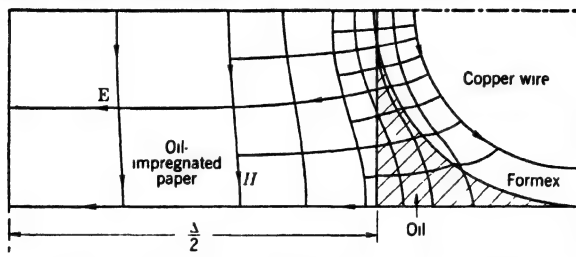 Copper wire
E
Oil-
impregnated
paper
H
Formex
Δ
2
Oil